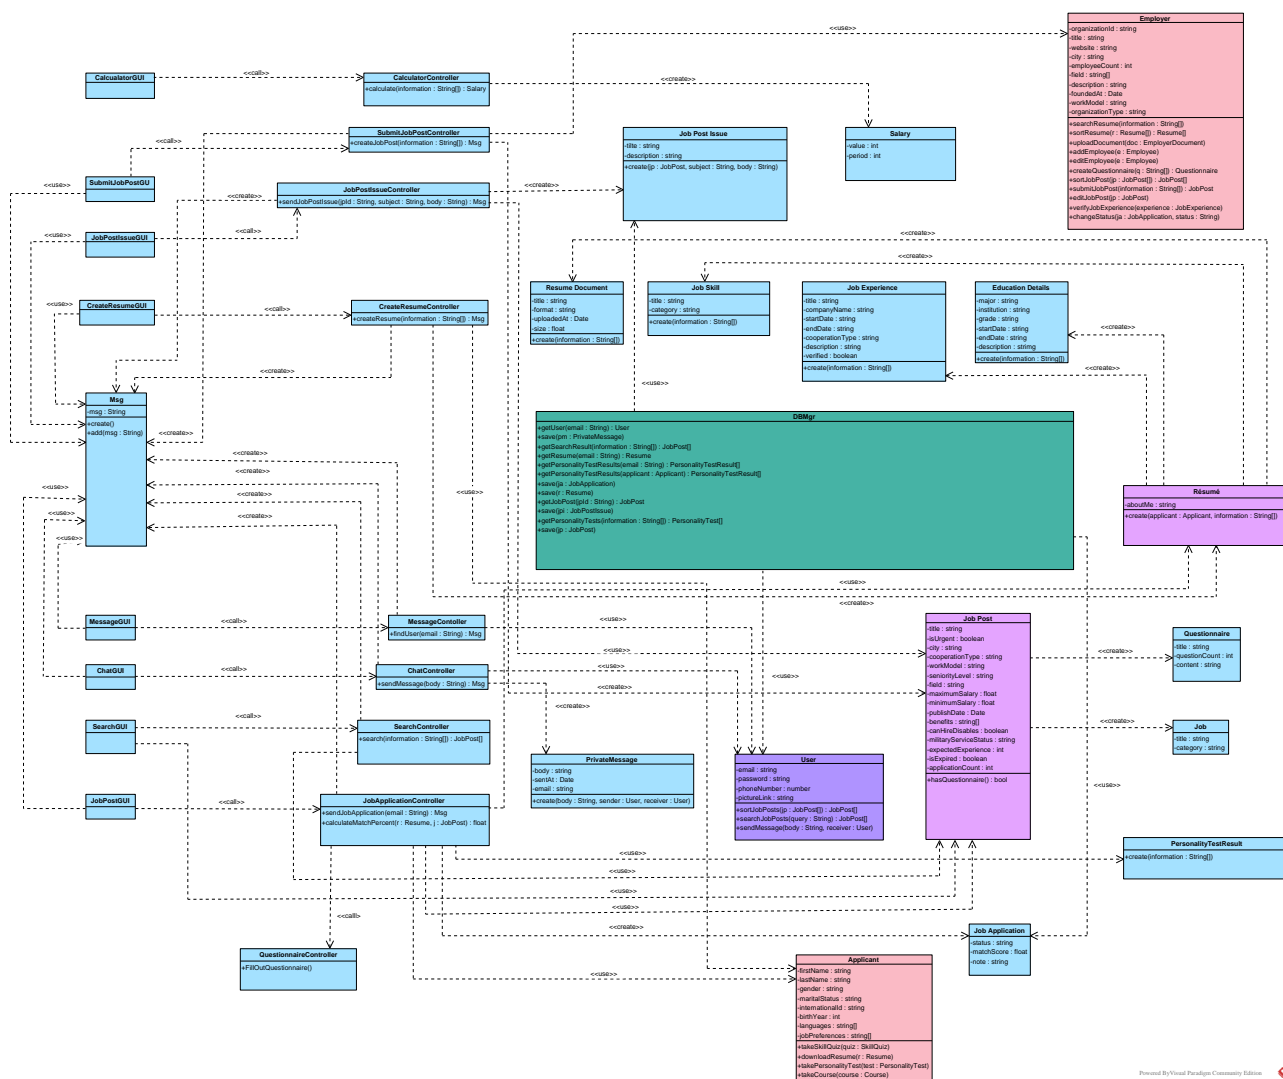 Employer
-organizationId : string
-title : string
-website : string
-city : string
-employeeCount : int
-field : string[]
-description : string
-foundedAt : Date
-workModel : string
-organizationType : string
+searchResume(information : String[])
+sortResume(r : Resume[]) : Resume[]
+uploadDocument(doc : EmployerDocument)
+addEmployee(e : Employee)
+editEmployee(e : Employee)
+createQuestionnaire(q : String[]) : Questionnaire
+sortJobPost(jp : JobPost[]) : JobPost[]
+submitJobPost(information : String[]) : JobPost
+editJobPost(jp : JobPost)
+verifyJobExperience(experience : JobExperience)
+changeStatus(ja : JobApplication, status : String)
<<use>>
CalcualatorGUI
<<call>>
CalculatorController
+calculate(information : String[]) : Salary
<<create>>
SubmitJobPostController
+createJobPost(information : String[]) : Msg
<<call>>
Job Post Issue
-tilte : string
-description : string
+create(jp : JobPost, subject : String, body : String)
Salary
-value : int
-period : int
SubmitJobPostGU
<<use>>
<<create>>
JobPostIssueController
+sendJobPostIssue(jpId : String, subject : String, body : String) : Msg
<<create>>
JobPostIssueGUI
<<use>>
<<call>>
<<create>>
<<create>>
Resume Document
-title : string
-format : string
-uploadedAt : Date
-size : float
+create(information : String[])
Job Skill
-title : string
-category : string
+create(information : String[])
Job Experience
-title : string
-companyName : string
-startDate : string
-endDate : string
-cooperationType : string
-description : string
-verified : boolean
+create(information : String[])
Education Details
-major : string
-institution : string
-grade : string
-startDate : string
-endDate : string
-description : strimg
+create(information : String[])
<<create>>
<<create>>
CreateResumeGUI
<<use>>
<<call>>
CreateResumeController
+createResume(information : String[]) : Msg
<<create>>
<<use>>
Msg
-msg : String
+create()
+add(msg : String)
<<create>>
<<create>>
<<create>>
<<create>>
<<create>>
<<use>>
<<use>>
<<use>>
<<use>>
DBMgr
+getUser(email : String) : User
+save(pm : PrivateMessage)
+getSearchResult(information : String[]) : JobPost[]
+getResume(email : String) : Resume
+getPersonalityTestResults(email : String) : PersonalityTestResult[]
+getPersonalityTestResults(applicant : Applicant) : PersonalityTestResult[]
+save(ja : JobApplication)
+save(r : Resume)
+getJobPost(jpId : String) : JobPost
+save(jpi : JobPostIssue)
+getPersonalityTests(information : String[]) : PersonalityTest[]
+save(jp : JobPost)
Résumé
-aboutMe : string
+create(applicant : Applicant, information : String[])
<<use>>
<<create>>
MessageGUI
<<call>>
MessageContoller
+findUser(email : String) : Msg
<<use>>
<<use>>
<<use>>
Job Post
-title : string
-isUrgent : boolean
-city : string
-cooperationType : string
-workModel : string
-seniorityLevel : string
-field : string
-maximumSalary : float
-minimumSalary : float
-publishDate : Date
-benefits : string[]
-canHireDisables : boolean
-militaryServiceStatus : string
-expectedExperience : int
-isExpired : boolean
-applicationCount : int
+hasQuestionnaire() : bool
<<create>>
Questionnaire
-title : string
-questionCount : int
-content : string
ChatGUI
<<call>>
ChatController
+sendMessage(body : String) : Msg
<<use>>
<<create>>
<<create>>
SearchGUI
<<call>>
SearchController
+search(information : String[]) : JobPost[]
<<create>>
Job
-title : string
-category : string
PrivateMessage
-body : string
-sentAt : Date
-email : string
+create(body : String, sender : User, receiver : User)
User
-email : string
-password : string
-phoneNumber : number
-pictureLink : string
+sortJobPosts(jp : JobPost[]) : JobPost[]
+searchJobPosts(query : String) : JobPost[]
+sendMessage(body : String, receiver : User)
<<use>>
JobPostGUI
<<call>>
JobApplicationController
+sendJobApplication(email : String) : Msg
+calculateMatchPercent(r : Resume, j : JobPost) : float
PersonalityTestResult
+create(information : String[])
<<use>>
<<use>>
<<use>>
<<use>>
<<call>>
<<create>>
Job Application
-status : string
-matchScore : float
-note : string
QuestionnaireController
+FillOutQuestionnaire()
<<use>>
Applicant
-firstName : string
-lastName : string
-gender : string
-maritalStatus : string
-internationalId : string
-birthYear : int
-languages : string[]
-jobPreferences : string[]
+takeSkillQuiz(quiz : SkillQuiz)
+downloadResume(r : Resume)
+takePersonalityTest(test : PersonalityTest)
+takeCourse(course : Course)
Powered By Visual Paradigm Community Edition